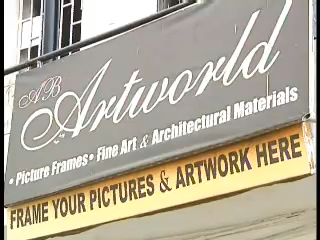 AB
Artworld
• Picture Frames • Fine Art & Architectural Materials
FRAME YOUR PICTURES & ARTWORK HERE